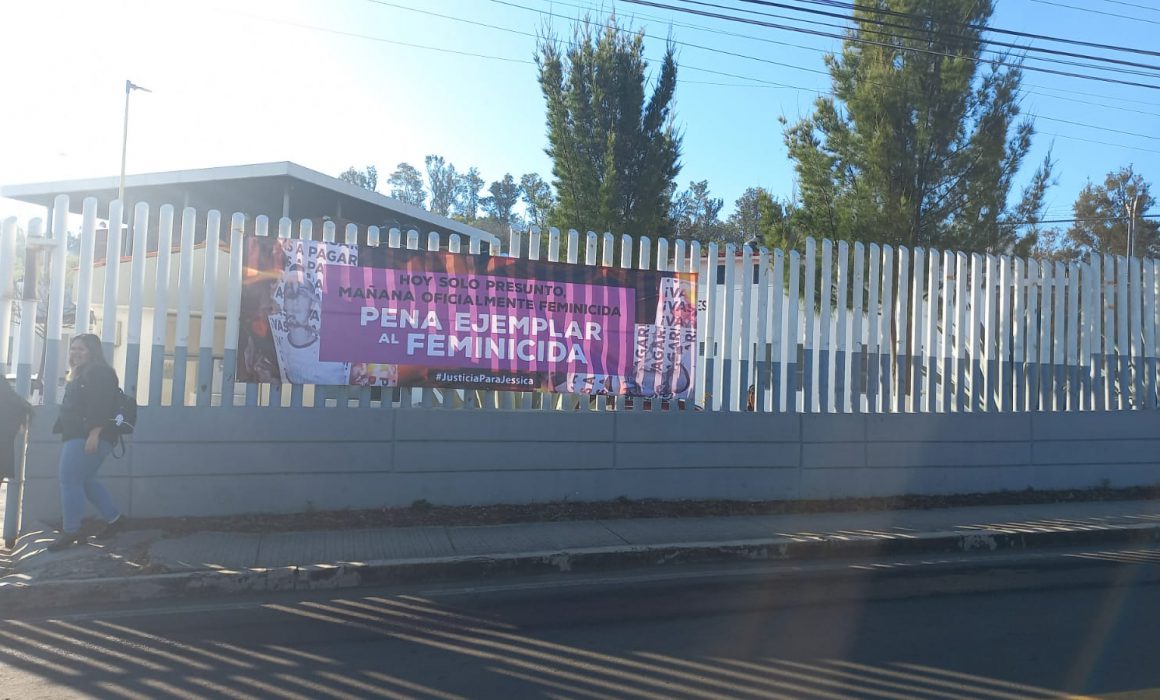 HOY SOLO PRESUNTO,
MAÑANA OFICIALMENTE FEMINICIDA
PENA EJEMPLAR
AL FEMINICIDA
#JusticiaParaJessica